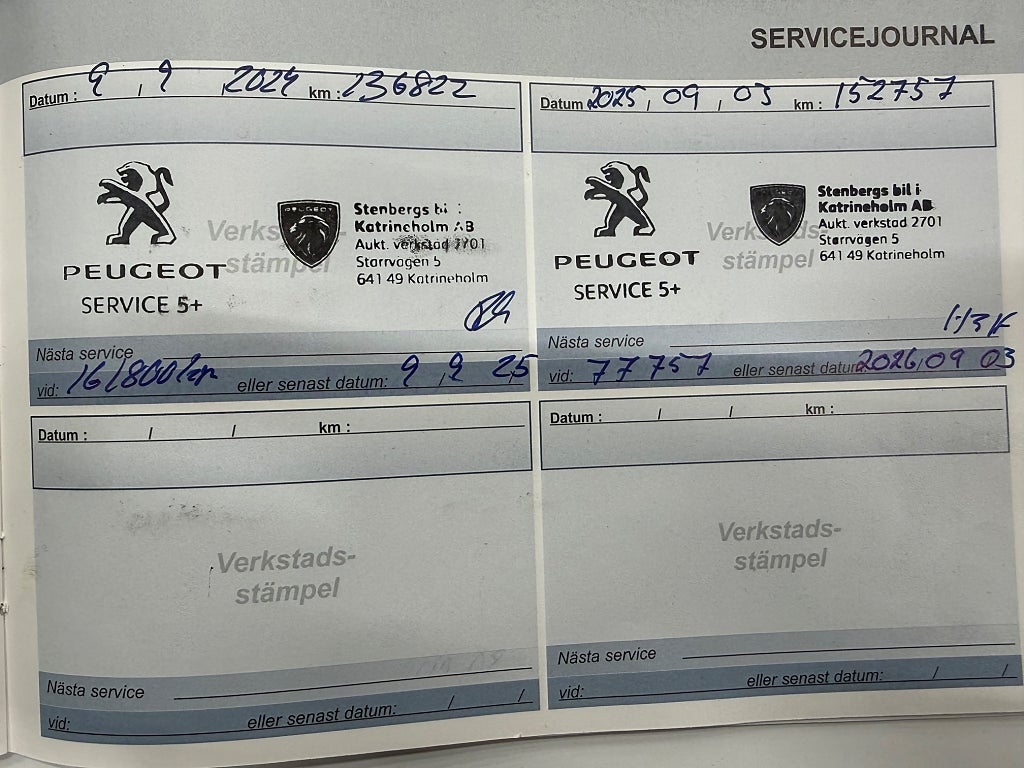 SERVICEJOURNAL
Datum : 9 , 9 2024 km : 136822
PEUGEOT
Verkstads-
stämpel
PEUGEOT
SERVICE 5+
Stenbergs bil i
Katrineholm AB
Aukt. verkstad 2701
Starrvägen 5
641 49 Katrineholm
Nästa service
vid: 161800 km eller senast datum: 9 , 9 25
Datum 2025 , 09 , 03 km : 152757
Verkstads-
stämpel
PEUGEOT
SERVICE 5+
Stenbergs bil i
Katrineholm AB
Aukt. verkstad 2701
Starrvägen 5
641 49 Katrineholm
Nästa service
vid: 77757 eller senast datum 2026,09 03
Datum : / / km :
Verkstads-
stämpel
Nästa service
vid: eller senast datum: / /
Datum : / / km :
Verkstads-
stämpel
Nästa service
vid: eller senast datum: / /